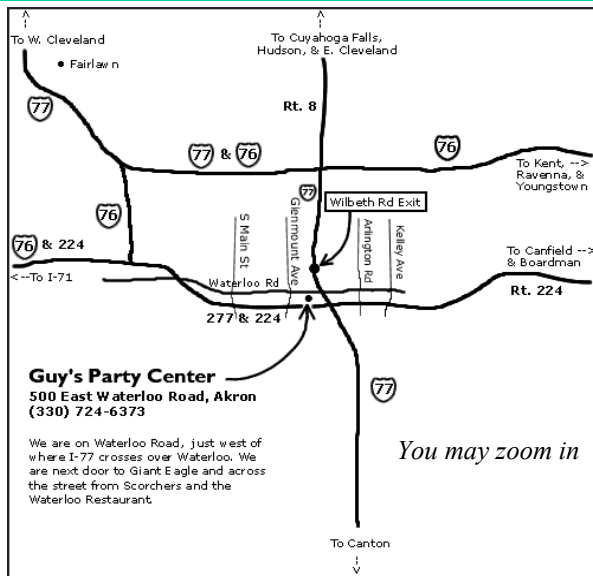 To W. Cleveland
• Fairlawn
To Cuyahoga Falls,
Hudson, & E. Cleveland
Rt. 8
77
77 & 76
76
To Kent, -->
Ravenna, &
Youngstown
77
Wilbeth Rd Exit
76
S Main St
Glenmount Ave
Arlington Rd
Kelley Ave
76 & 224
<--To I-71
Waterloo Rd
To Canfield -->
& Boardman
Rt. 224
277 & 224
Guy's Party Center
500 East Waterloo Road, Akron
(330) 724-6373
77
We are on Waterloo Road, just west of
where I-77 crosses over Waterloo. We
are next door to Giant Eagle and across
the street from Scorchers and the
Waterloo Restaurant.
You may zoom in
To Canton